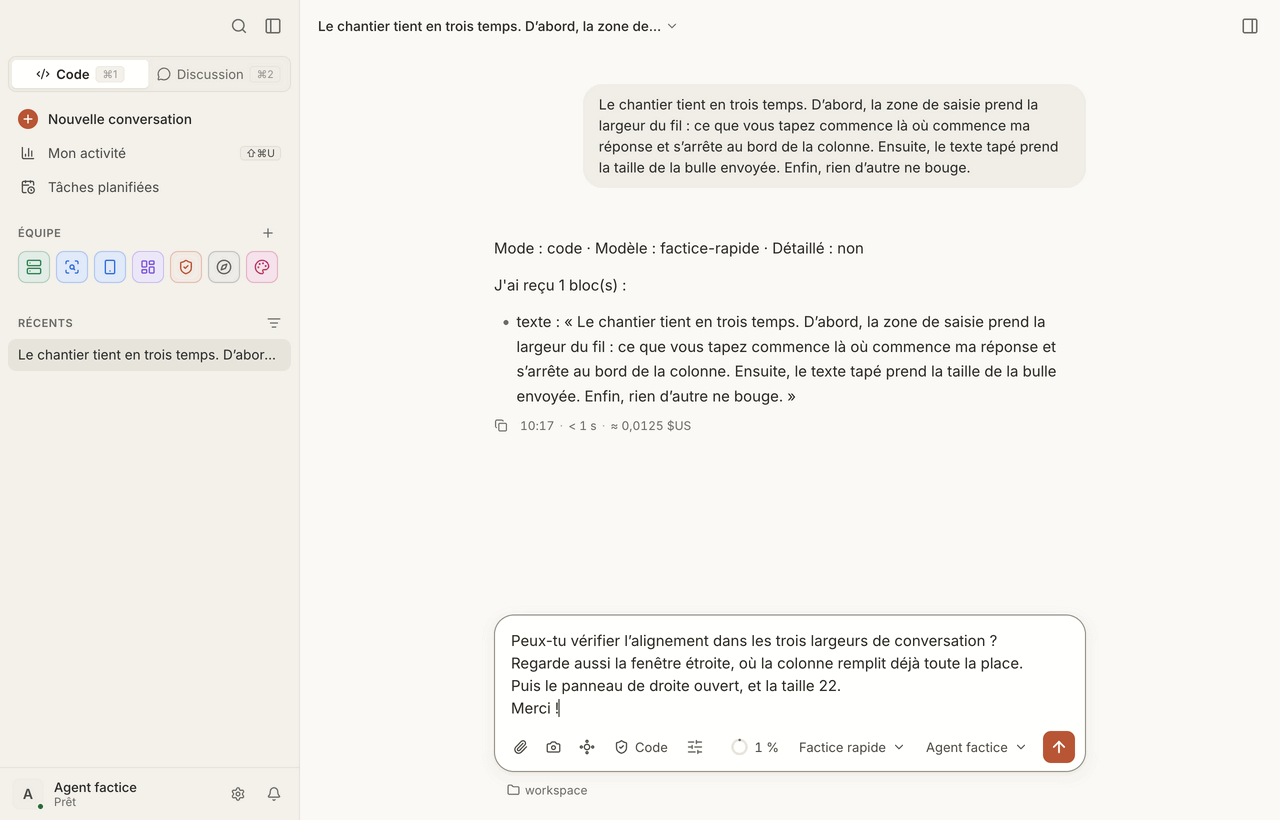 Le chantier tient en trois temps. D’abord, la zone de…
Code ⌘1
Discussion ⌘2
Nouvelle conversation
Mon activité ⇧⌘U
Tâches planifiées
ÉQUIPE
RÉCENTS
Le chantier tient en trois temps. D’abor…
Agent factice
Prêt
A
Le chantier tient en trois temps. D’abord, la zone de saisie prend la
largeur du fil : ce que vous tapez commence là où commence ma
réponse et s’arrête au bord de la colonne. Ensuite, le texte tapé prend
la taille de la bulle envoyée. Enfin, rien d’autre ne bouge.
Mode : code · Modèle : factice-rapide · Détaillé : non
J'ai reçu 1 bloc(s) :
texte : « Le chantier tient en trois temps. D’abord, la zone de saisie prend la
largeur du fil : ce que vous tapez commence là où commence ma réponse et
s’arrête au bord de la colonne. Ensuite, le texte tapé prend la taille de la bulle
envoyée. Enfin, rien d’autre ne bouge. »
10:17 · < 1 s · ≈ 0,0125 $US
Peux-tu vérifier l’alignement dans les trois largeurs de conversation ?
Regarde aussi la fenêtre étroite, où la colonne remplit déjà toute la place.
Puis le panneau de droite ouvert, et la taille 22.
Merci !
Code
1 %
Factice rapide
Agent factice
workspace